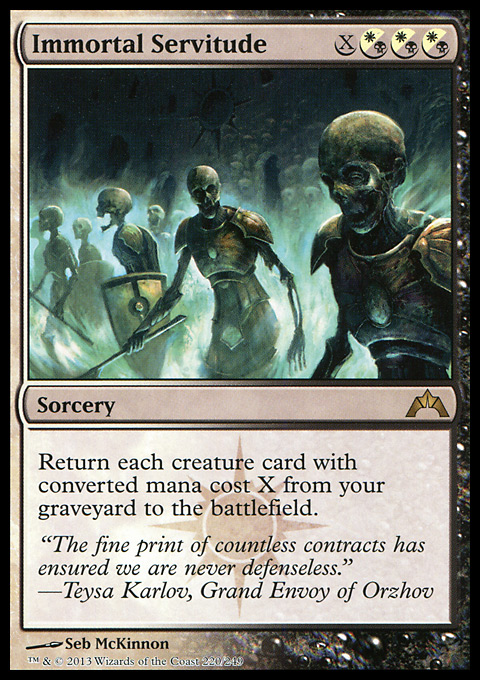 Immortal Servitude X
Sorcery
Return each creature card with
converted mana cost X from your
graveyard to the battlefield.
“The fine print of countless contracts has
ensured we are never defenseless.”
—Teysa Karlov, Grand Envoy of Orzhov
Seb McKinnon
™ & © 2013 Wizards of the Coast 220/249